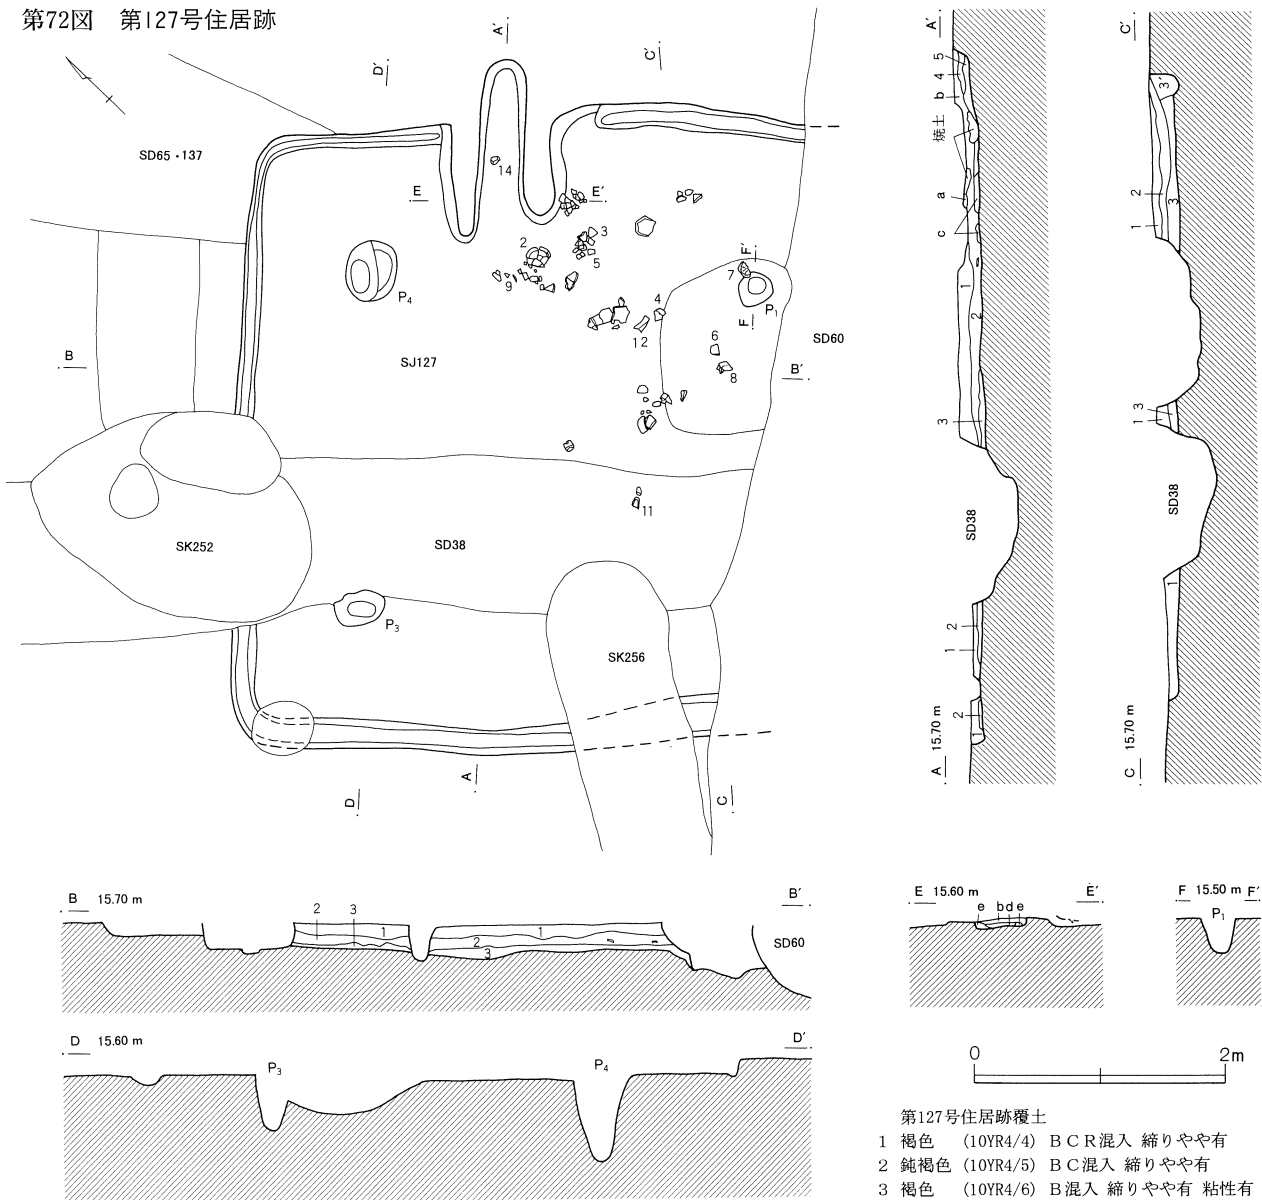 第72図 第127号住居跡
A′
D′
C′
SD65・137
14
E
E′
3
2
5
9
P4
F′
7
P1
4
F
12
6
8
SD60
B
B′
SJ127
11
SK252
SD38
P3
SK256
A
D
C
A′
5
4
b
焼土
a
c
1
2
3
SD38
2
1
2
1
A 15.70 m
C′
3′
2
3
1
3
1
SD38
1
C 15.70 m
B 15.70 m
B′
2 3 1 1
2
3
SD60
D 15.60 m
D′
P3
P4
E 15.60 m E′
e b d e
F 15.50 m F′
P1
0 2m
第127号住居跡覆土
1 褐色 (10YR4/4) ＢＣＲ混入 締りやや有
2 鈍褐色 (10YR4/5) ＢＣ混入 締りやや有
3 褐色 (10YR4/6) Ｂ混入 締りやや有 粘性有